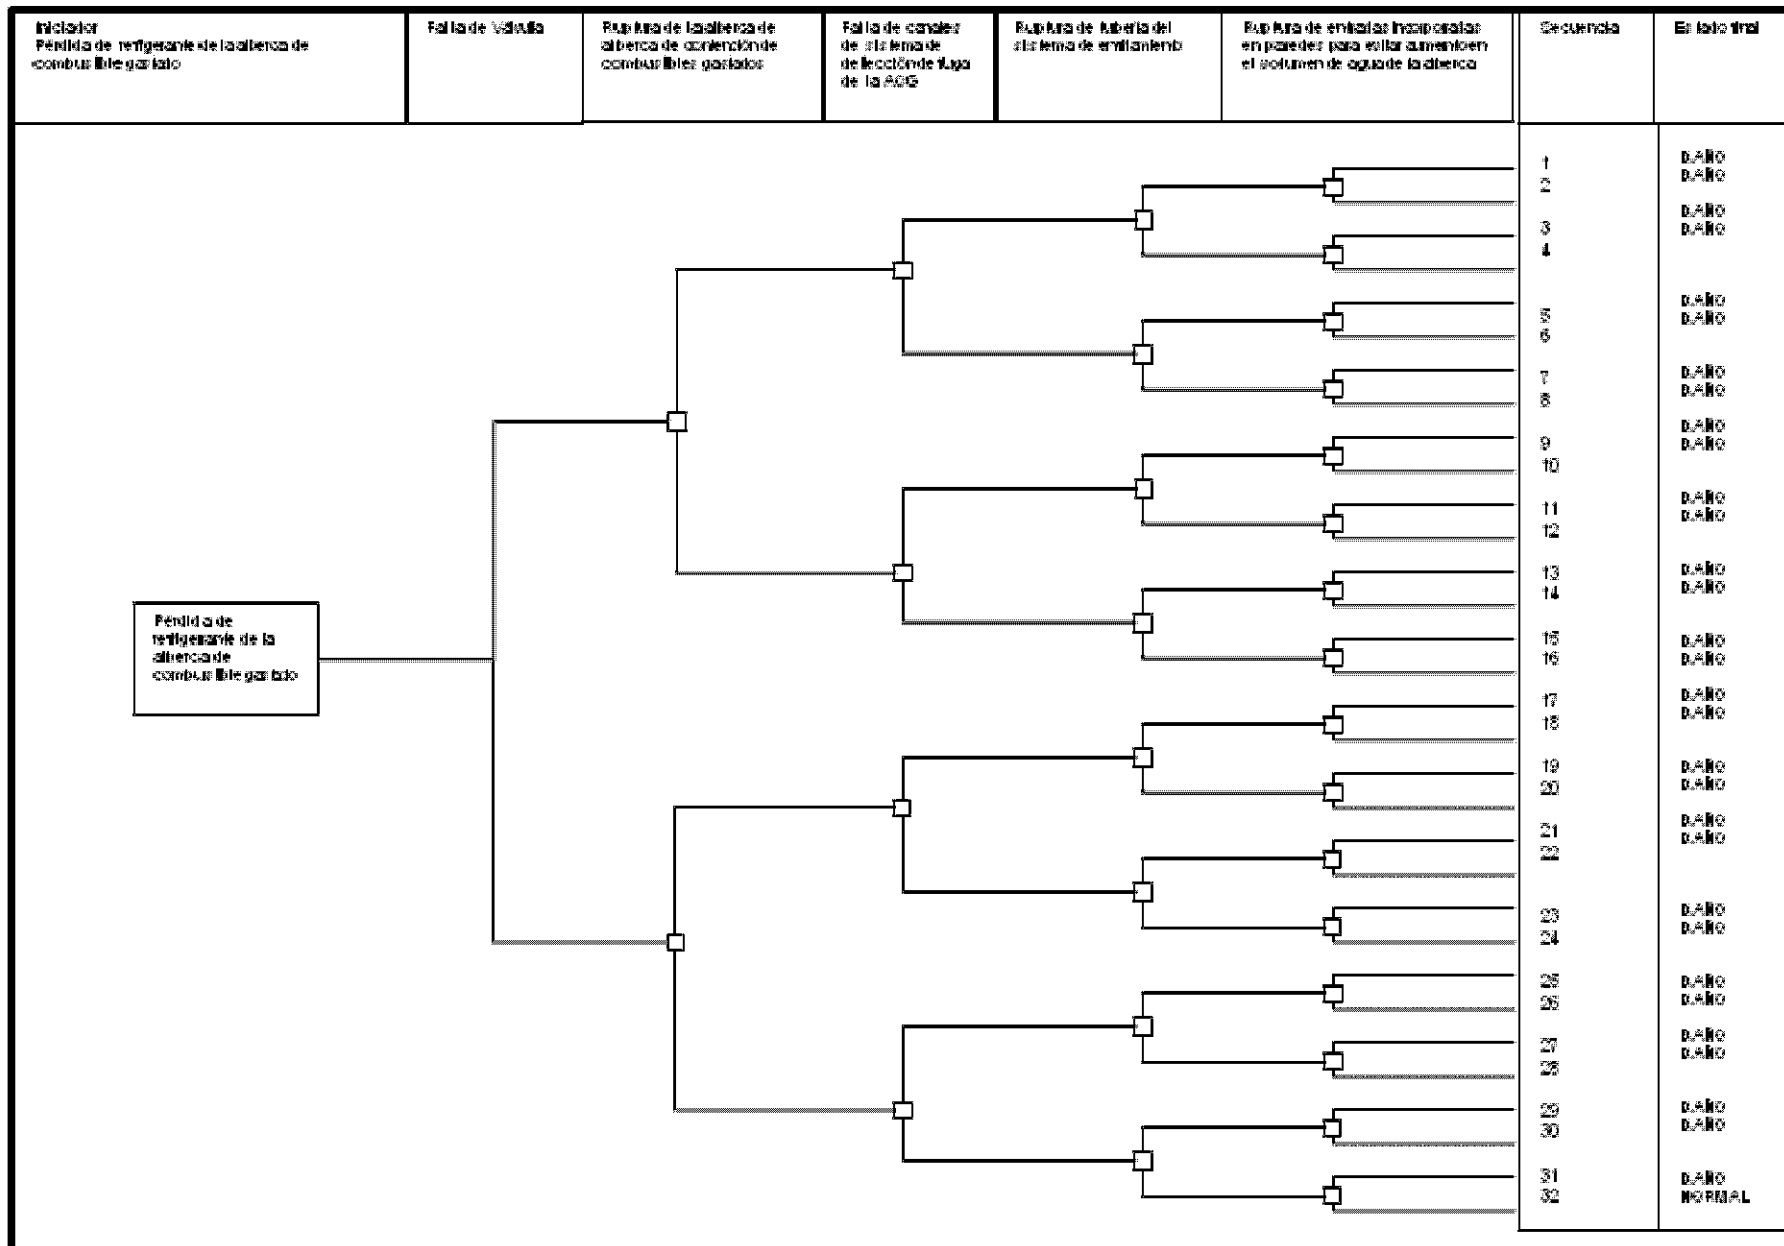 Iniciador
Pérdida de refrigerante de la alberca de
combustible gastado
Falla de Válvula
Ruptura de la alberca de
alberca de contención de
combustibles gastados
Falla de canales
de sistema de
detección de fuga
de la ACG
Ruptura de tubería del
sistema de enfriamiento
Ruptura de entradas incorporadas
en paredes para evitar aumento en
el volumen de agua de la alberca
Secuencia
Estado final
Pérdida de
refrigerante de la
alberca de
combustible gastado
1 DAÑO
2 DAÑO
3 DAÑO
4 DAÑO
5 DAÑO
6 DAÑO
7 DAÑO
8 DAÑO
9 DAÑO
10 DAÑO
11 DAÑO
12 DAÑO
13 DAÑO
14 DAÑO
15 DAÑO
16 DAÑO
17 DAÑO
18 DAÑO
19 DAÑO
20 DAÑO
21 DAÑO
22 DAÑO
23 DAÑO
24 DAÑO
25 DAÑO
26 DAÑO
27 DAÑO
28 DAÑO
29 DAÑO
30 DAÑO
31 DAÑO
32 NORMAL